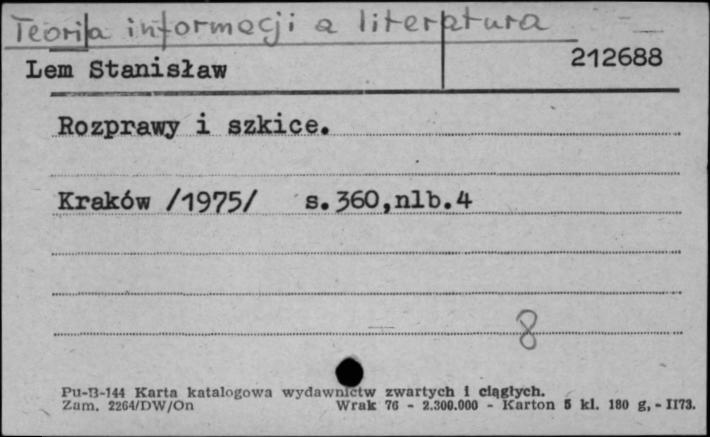 Teoria informacji a literatura
Lem Stanisław 212688
Rozprawy i szkice.
Kraków /1975/ s.360,nlb.4
8
Pu-B-144 Karta katalogowa wydawnictw zwartych i ciągłych.
Zam. 2264/DW/On Wrak 76 - 2.300.000 - Karton 5 kl. 180 g, - II73.